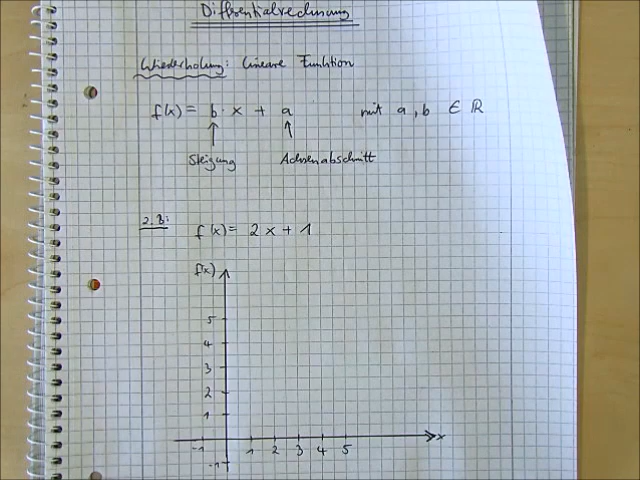 Differentialrechnung
Wiederholung: Lineare Funktion
f(x) = b · x + a mit a, b ∈ ℝ
Steigung Achsenabschnitt
z.B: f(x) = 2x + 1
f(x)
5
4
3
2
1
-1 1 2 3 4 5 x
-1